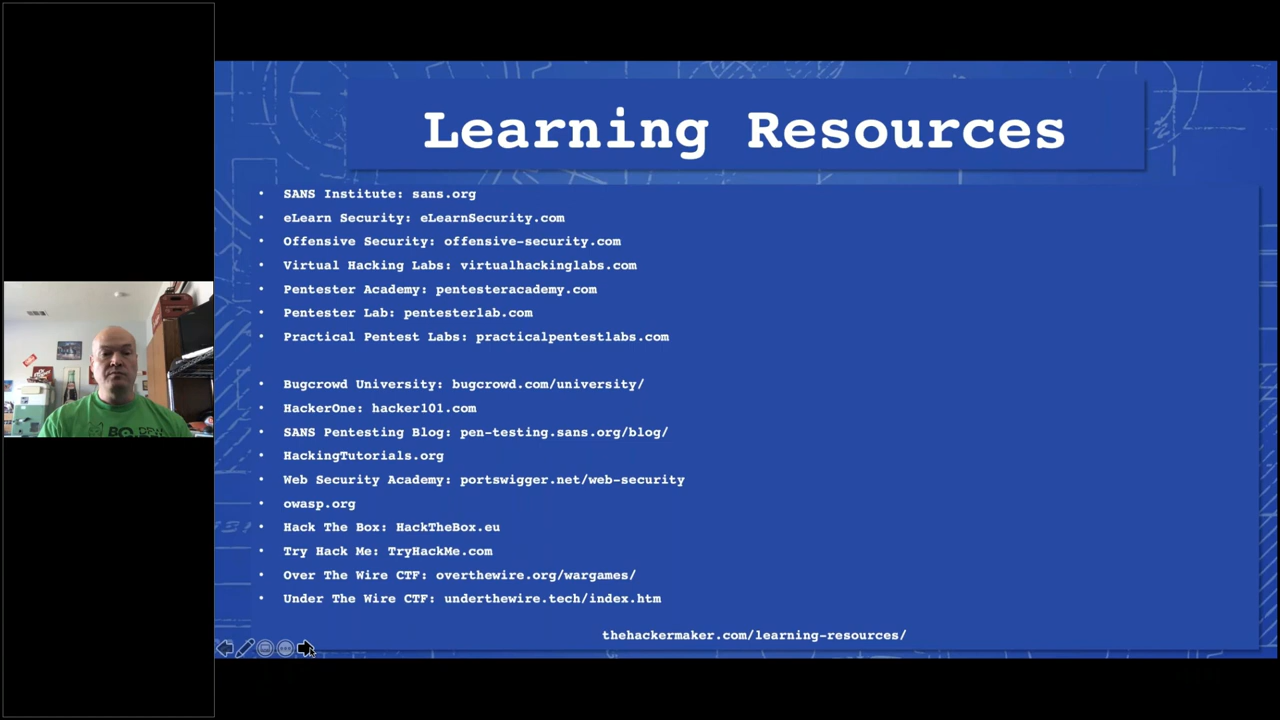 Learning Resources
• SANS Institute: sans.org
• eLearn Security: eLearnSecurity.com
• Offensive Security: offensive-security.com
• Virtual Hacking Labs: virtualhackinglabs.com
• Pentester Academy: pentesteracademy.com
• Pentester Lab: pentesterlab.com
• Practical Pentest Labs: practicalpentestlabs.com
• Bugcrowd University: bugcrowd.com/university/
• HackerOne: hacker101.com
• SANS Pentesting Blog: pen-testing.sans.org/blog/
• HackingTutorials.org
• Web Security Academy: portswigger.net/web-security
• owasp.org
• Hack The Box: HackTheBox.eu
• Try Hack Me: TryHackMe.com
• Over The Wire CTF: overthewire.org/wargames/
• Under The Wire CTF: underthewire.tech/index.htm
thehackermaker.com/learning-resources/